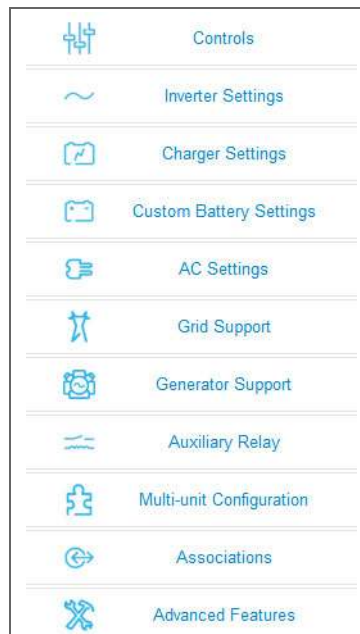 Controls
Inverter Settings
Charger Settings
Custom Battery Settings
AC Settings
Grid Support
Generator Support
Auxiliary Relay
Multi-unit Configuration
Associations
Advanced Features